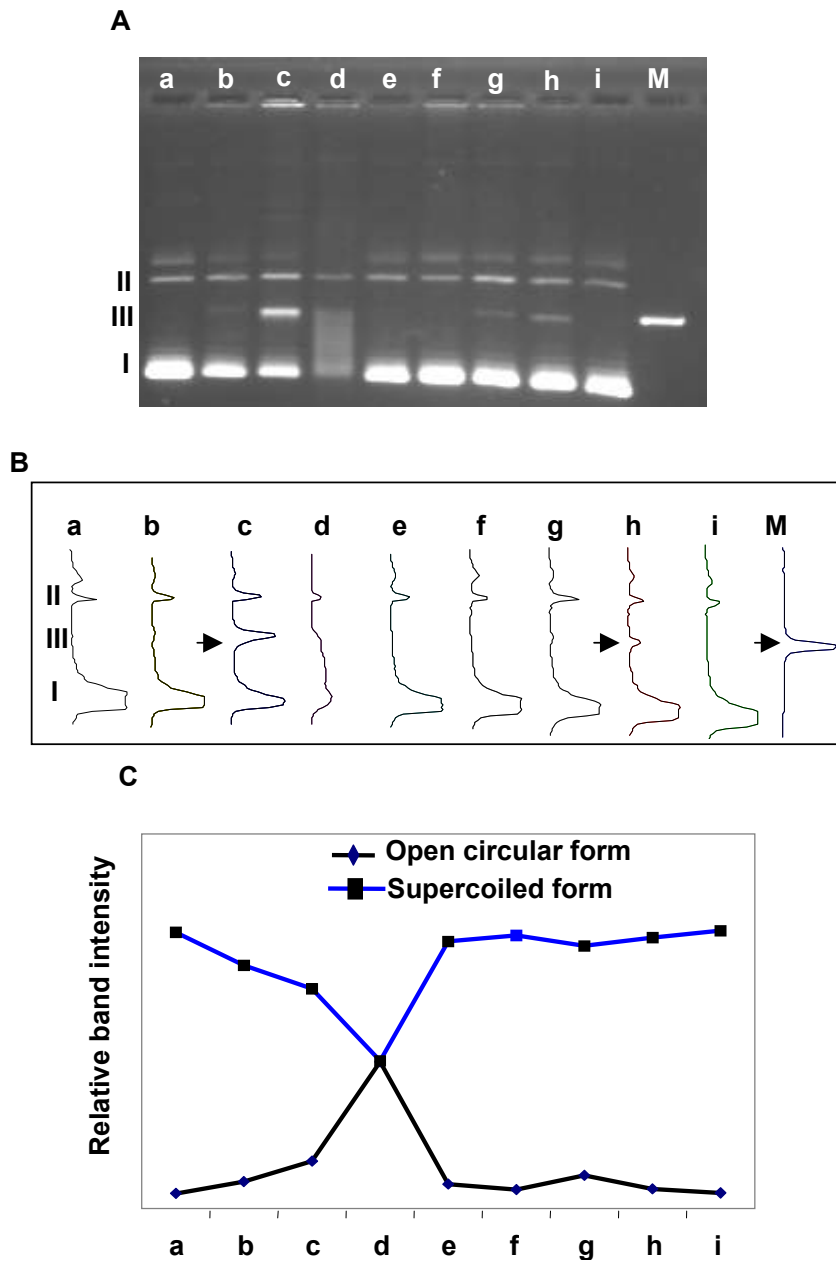 A
a b c d e f g h i M
II
III
I
B
a b c d e f g h i M
II
III
I
C
Open circular form
Supercoiled form
Relative band intensity
a b c d e f g h i